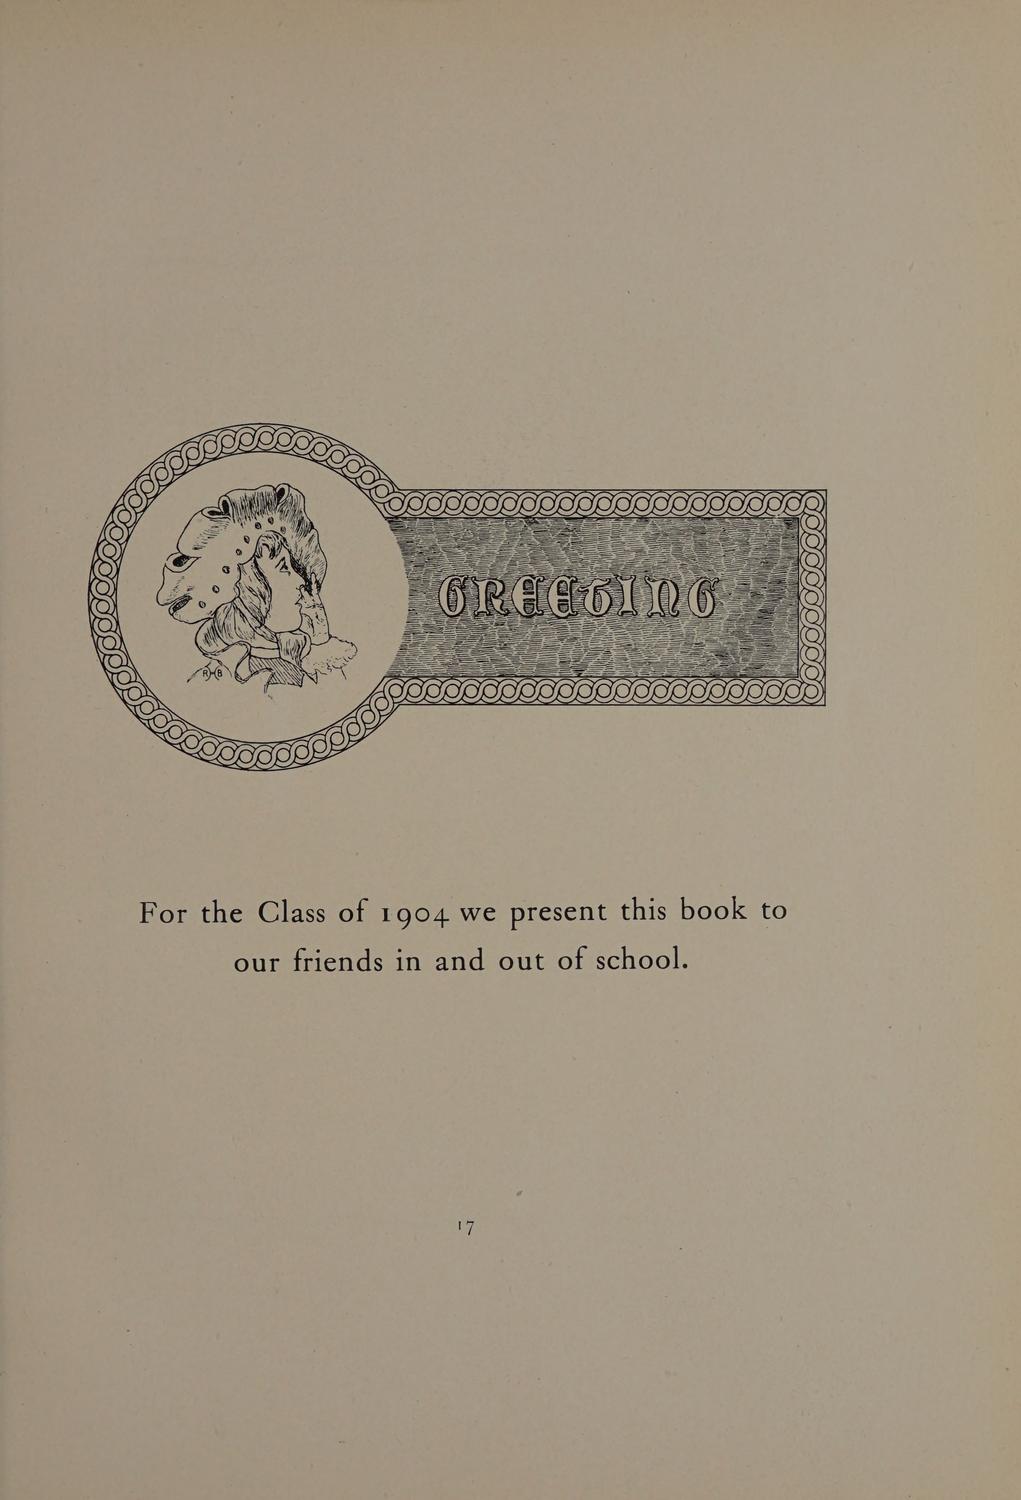 GREETING
RHB
For the Class of 1904 we present this book to
our friends in and out of school.
17